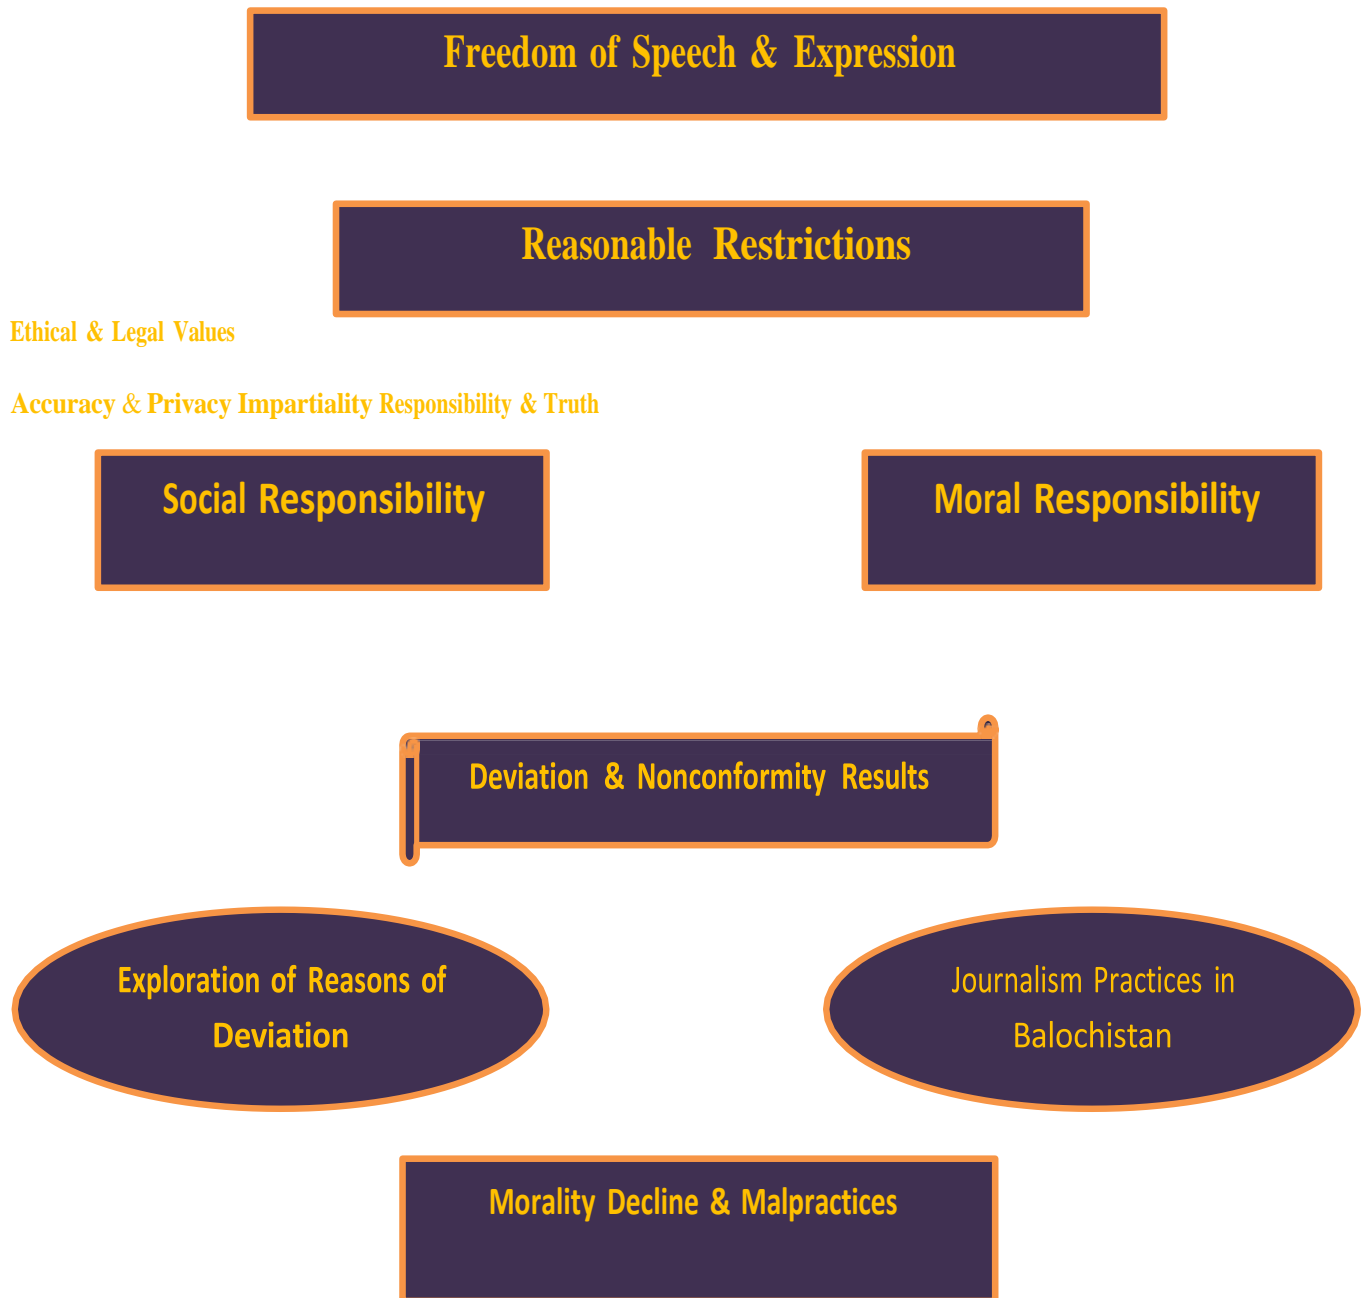 Freedom of Speech & Expression
Reasonable Restrictions
Ethical & Legal Values
Accuracy & Privacy Impartiality Responsibility & Truth
Social Responsibility
Moral Responsibility
Deviation & Nonconformity Results
Exploration of Reasons of
Deviation
Journalism Practices in
Balochistan
Morality Decline & Malpractices